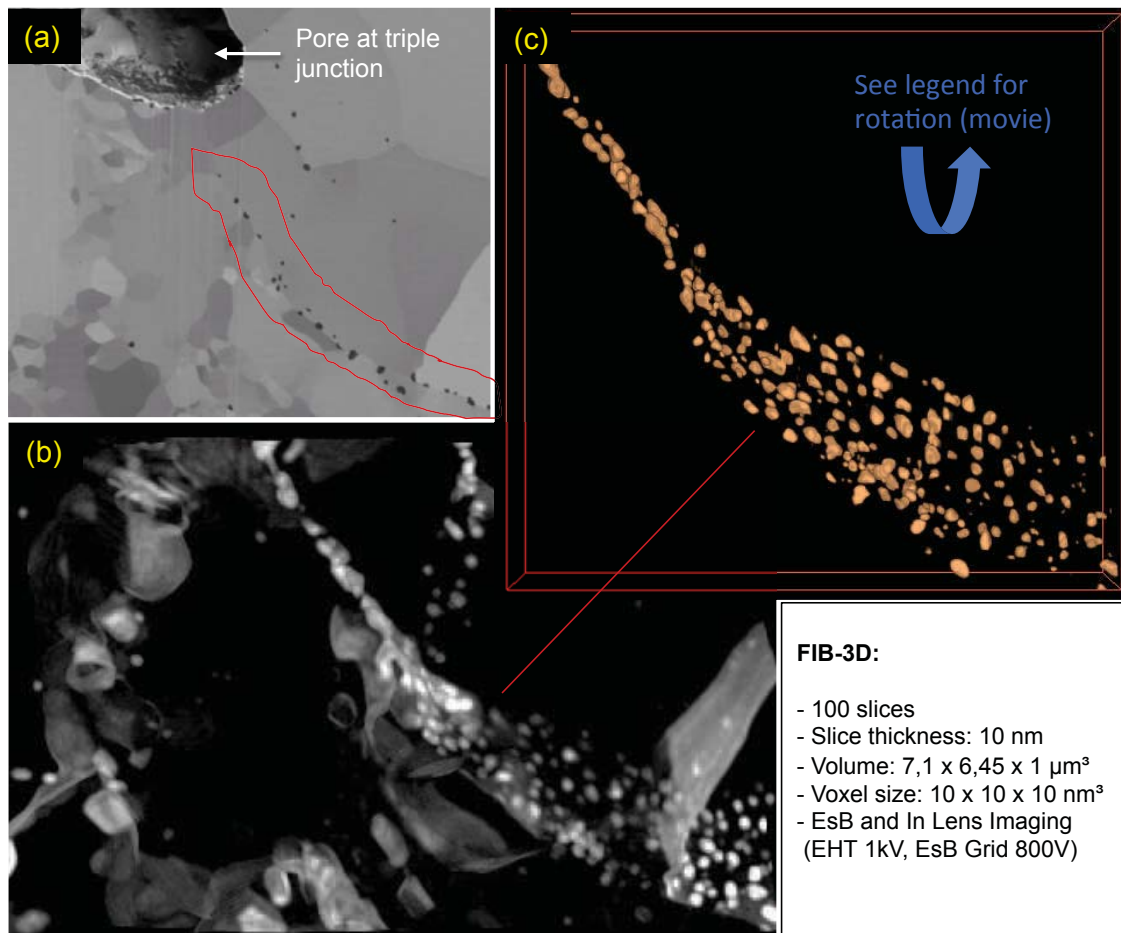 (a)
Pore at triple
junction
(c)
See legend for
rotation (movie)
(b)
FIB-3D:
- 100 slices
- Slice thickness: 10 nm
- Volume: 7,1 x 6,45 x 1 µm³
- Voxel size: 10 x 10 x 10 nm³
- EsB and In Lens Imaging
(EHT 1kV, EsB Grid 800V)